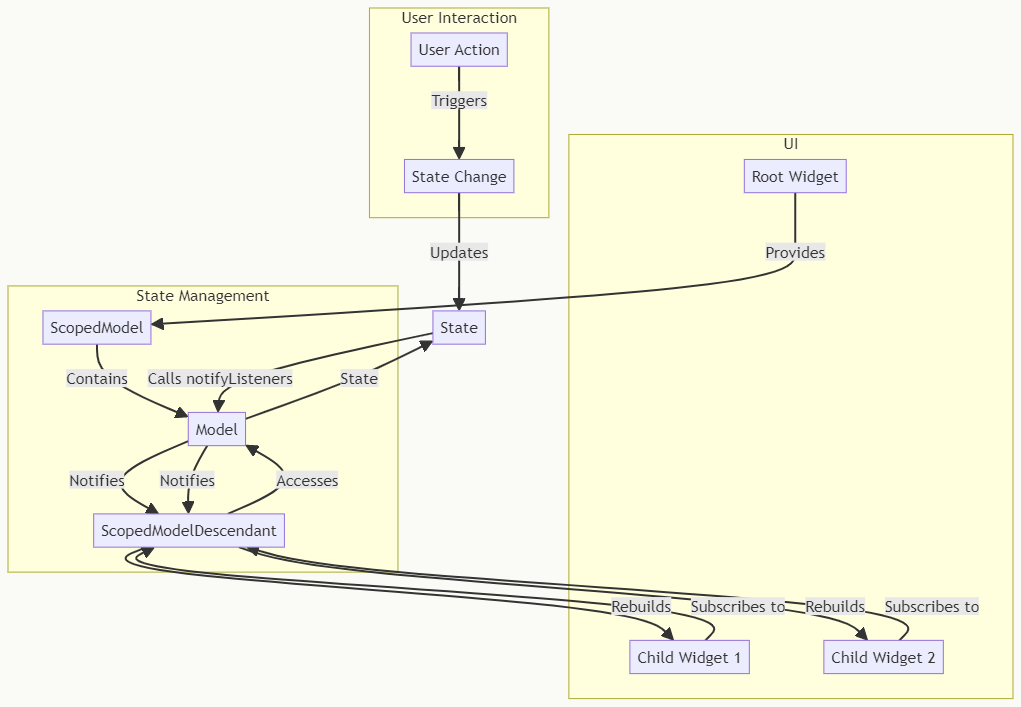 User Interaction
User Action
Triggers
State Change
Updates
UI
Root Widget
Provides
State Management
ScopedModel
State
Contains
Calls notifyListeners
State
Model
Notifies
Notifies
Accesses
ScopedModelDescendant
Rebuilds
Subscribes to
Rebuilds
Subscribes to
Child Widget 1
Child Widget 2